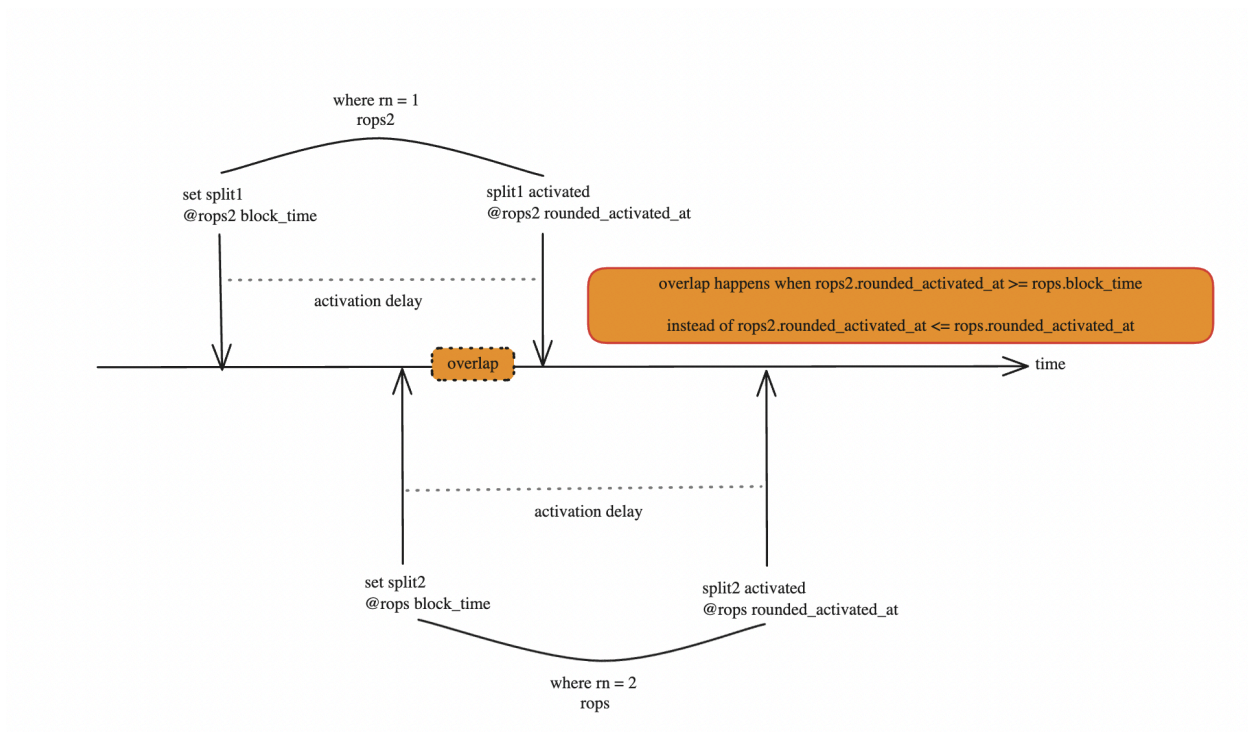 where rn = 1
rops2
set split1
@rops2 block_time
split1 activated
@rops2 rounded_activated_at
activation delay
overlap happens when rops2.rounded_activated_at >= rops.block_time
instead of rops2.rounded_activated_at <= rops.rounded_activated_at
overlap
time
activation delay
set split2
@rops block_time
split2 activated
@rops rounded_activated_at
where rn = 2
rops